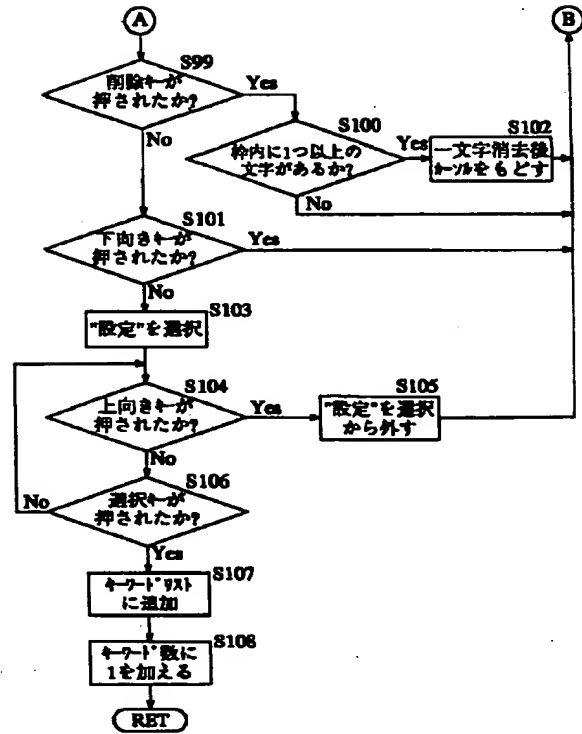 A
B
S99
削除キーが
押されたか?
Yes
No
S100
枠内に1つ以上の
文字があるか?
Yes
No
S102
一文字消去後
カーソルをもどす
S101
下向きキーが
押されたか?
Yes
No
S103
"設定"を選択
S104
上向きキーが
押されたか?
Yes
No
S105
"設定"を選択
から外す
S106
選択キーが
押されたか?
No
Yes
S107
キーワードリスト
に追加
S108
キーワード数に
1を加える
RET